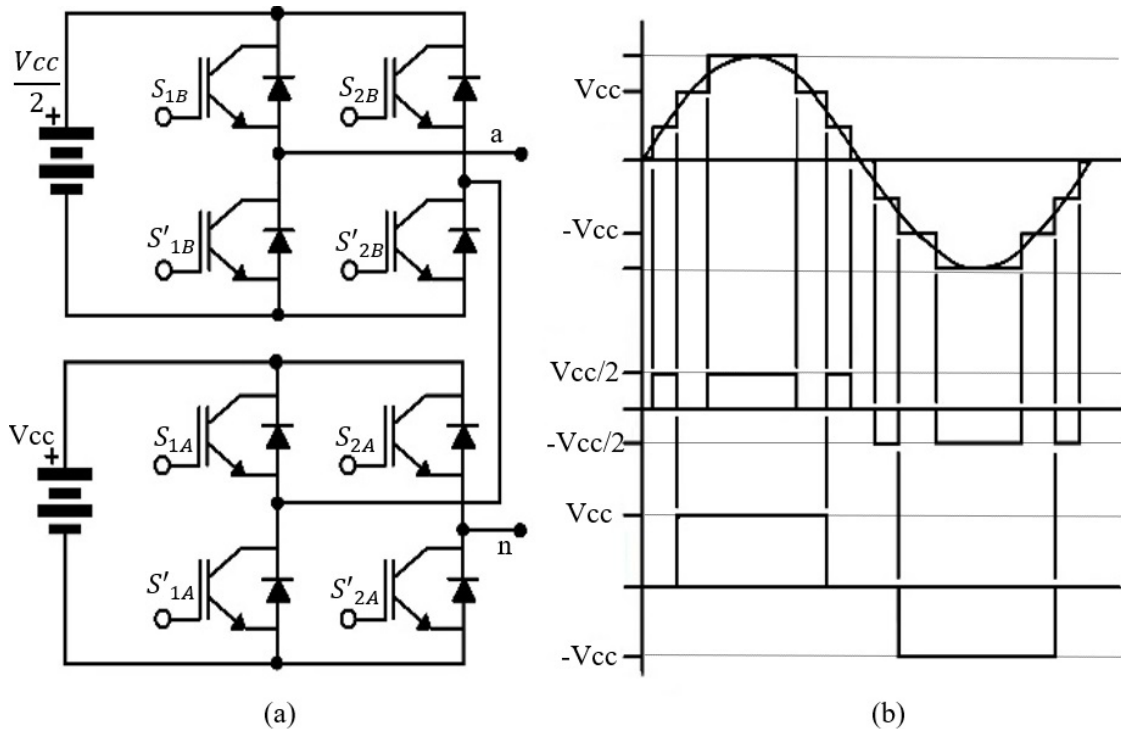 Vcc
2
+
S1B
S2B
a
S'1B
S'2B
Vcc
+
S1A
S2A
n
S'1A
S'2A
(a)
Vcc
-Vcc
Vcc/2
-Vcc/2
Vcc
-Vcc
(b)